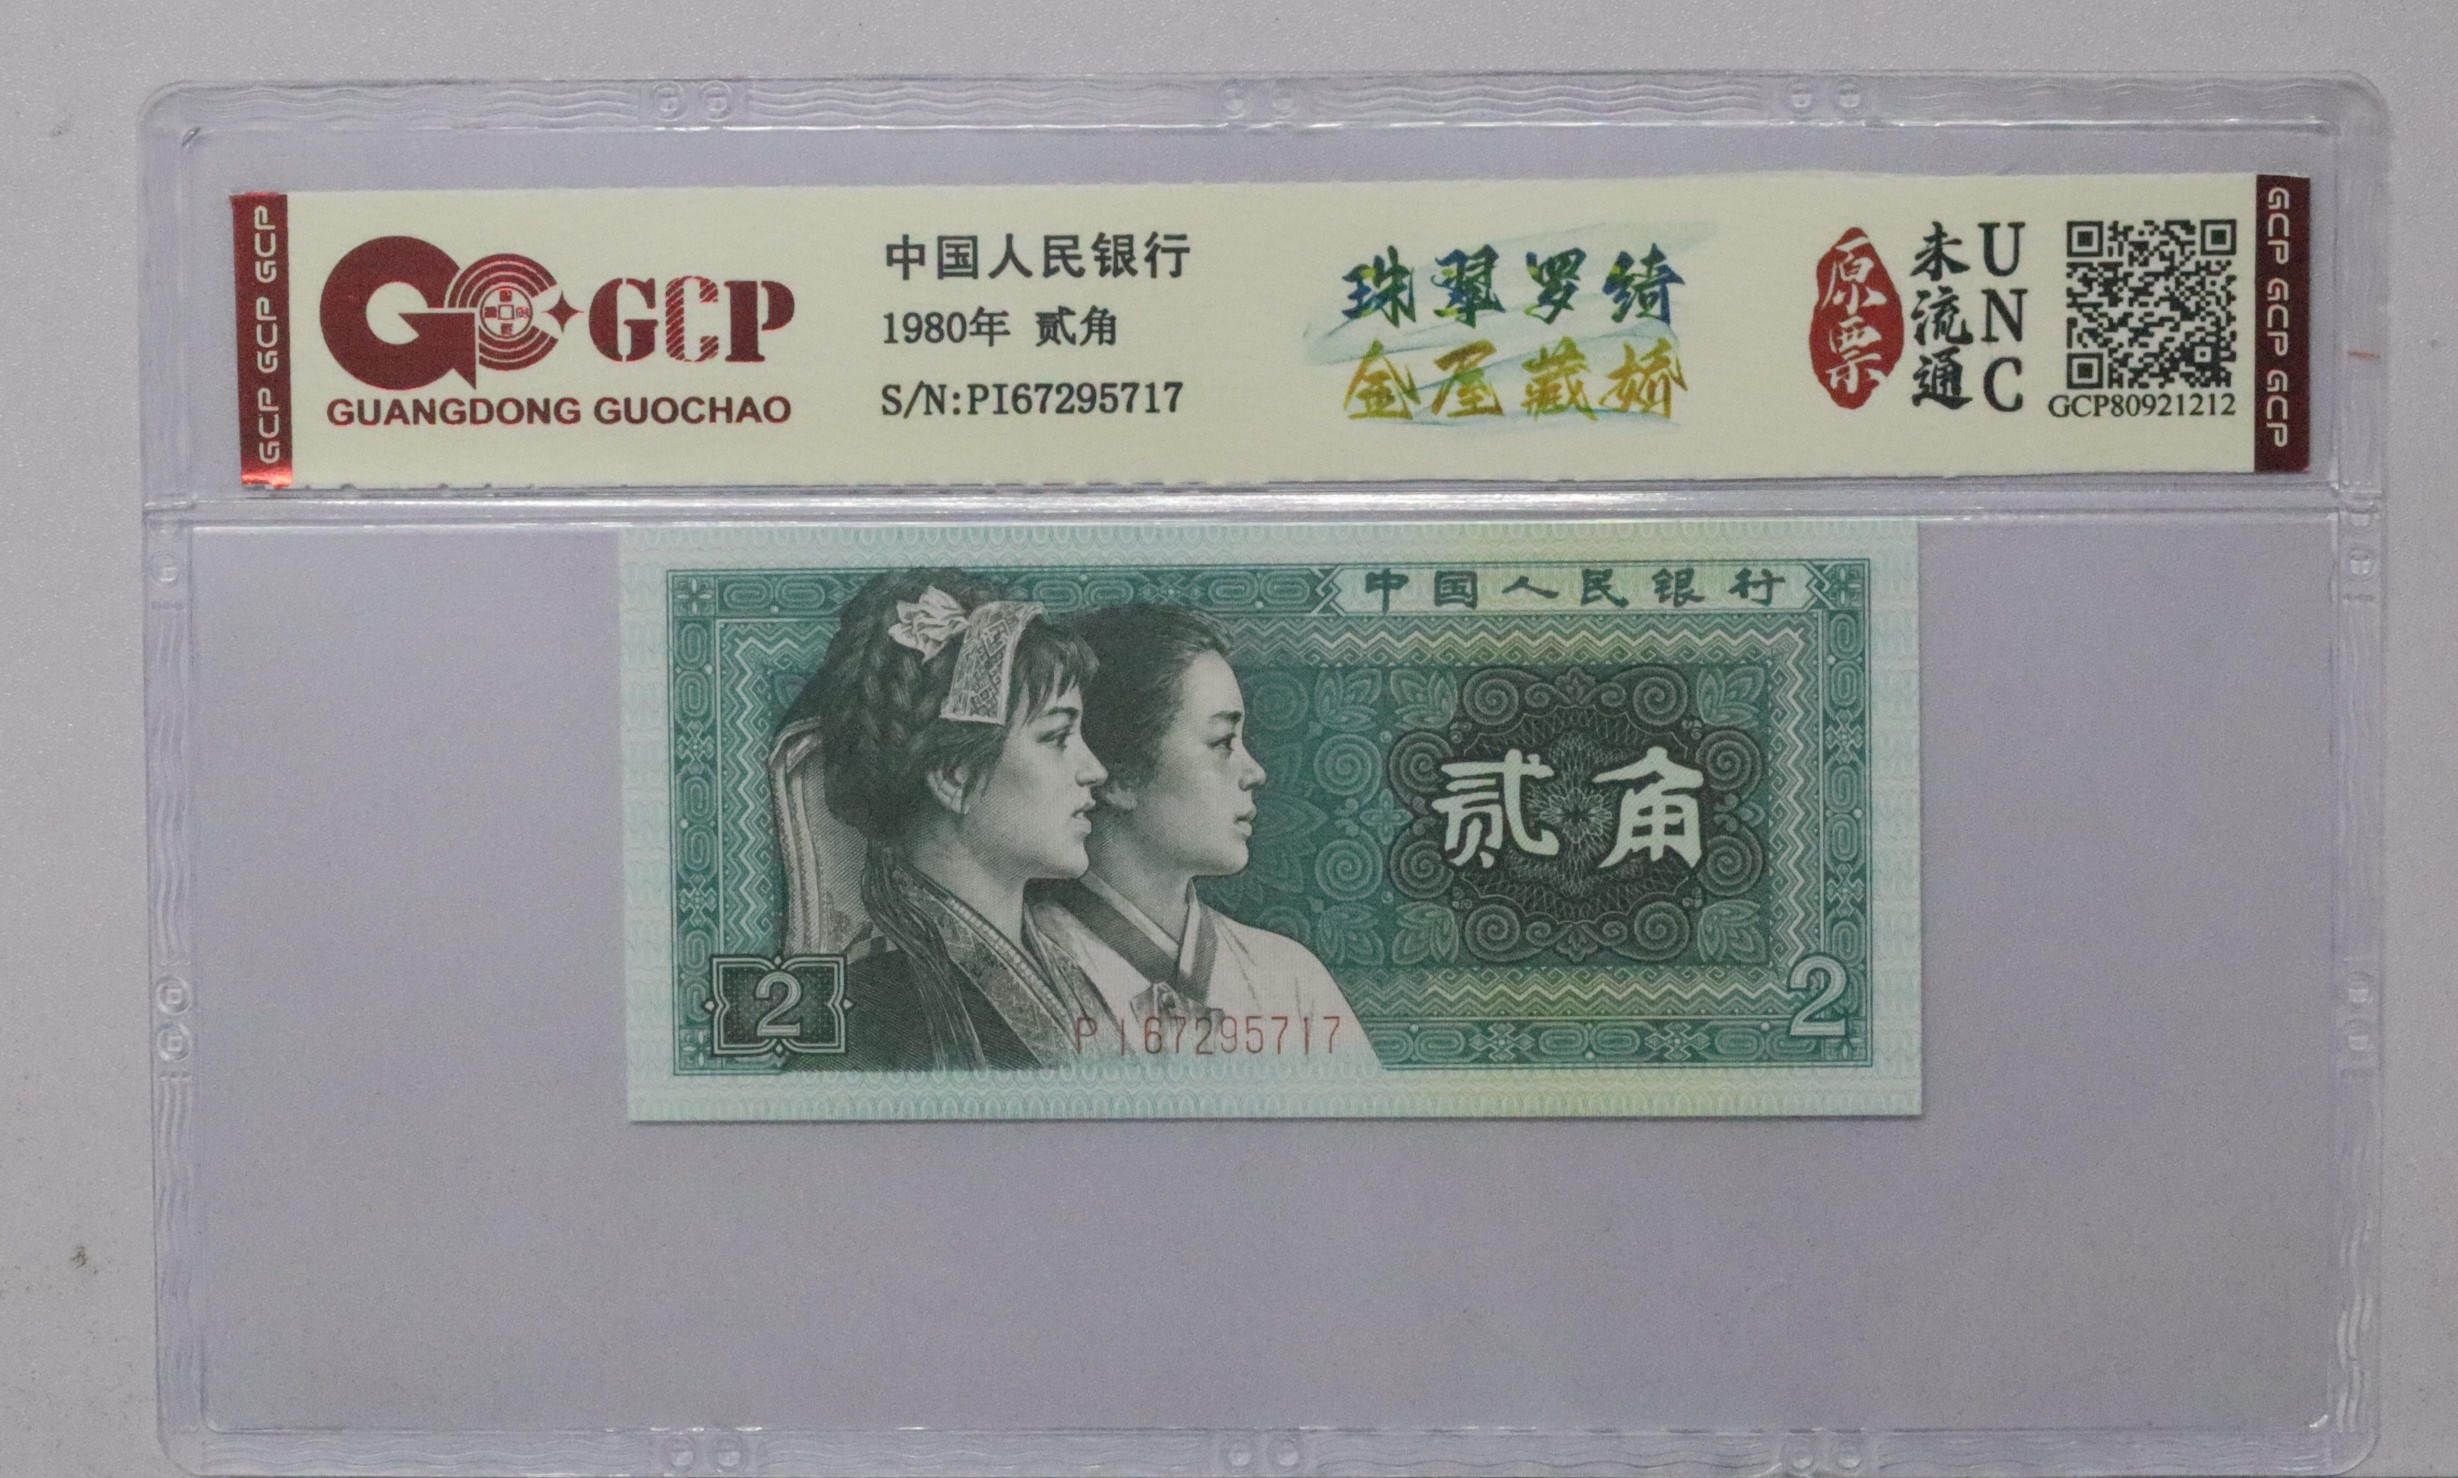 GCP GCP GCP
GCP
GUANGDONG GUOCHAO
中国人民银行
1980年 贰角
S/N:PI67295717
珠翠罗绮
金屋藏娇
原票
未流通
UNC
GCP80921212
GCP GCP GCP
中国人民银行
贰角
2
2
PI67295717